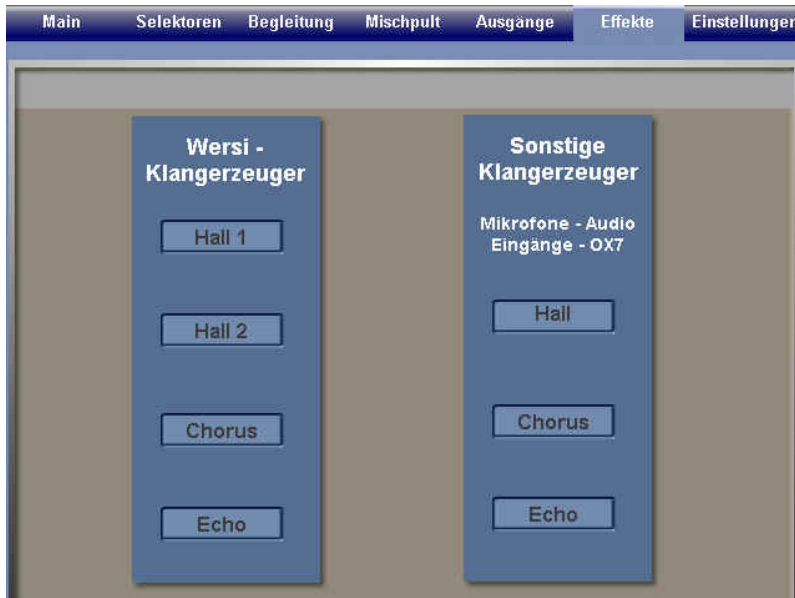 Main Selektoren Begleitung Mischpult Ausgänge Effekte Einstellungen
Wersi -
Klangerzeuger
Hall 1
Hall 2
Chorus
Echo
Sonstige
Klangerzeuger
Mikrofone - Audio
Eingänge - OX7
Hall
Chorus
Echo